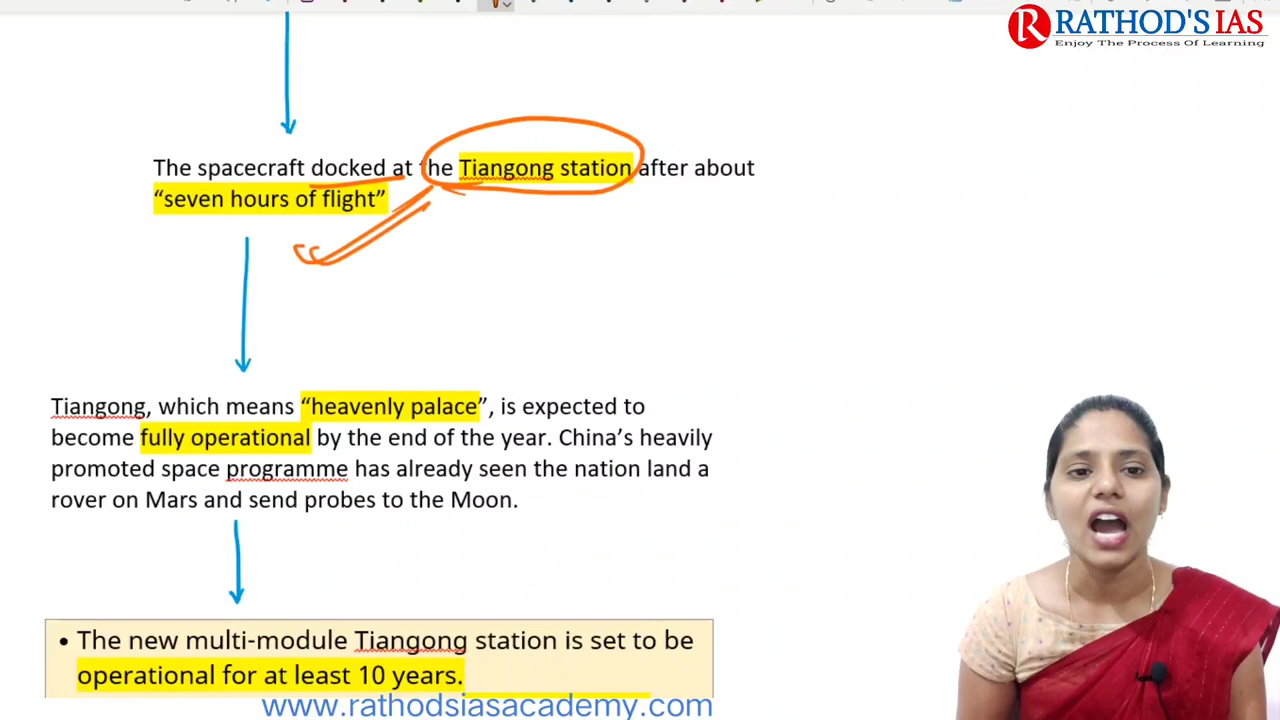 RATHOD'S IAS
Enjoy The Process Of Learning
The spacecraft docked at the Tiangong station after about
“seven hours of flight”
Tiangong, which means “heavenly palace”, is expected to
become fully operational by the end of the year. China’s heavily
promoted space programme has already seen the nation land a
rover on Mars and send probes to the Moon.
• The new multi-module Tiangong station is set to be
operational for at least 10 years.
www.rathodsiasacademy.com